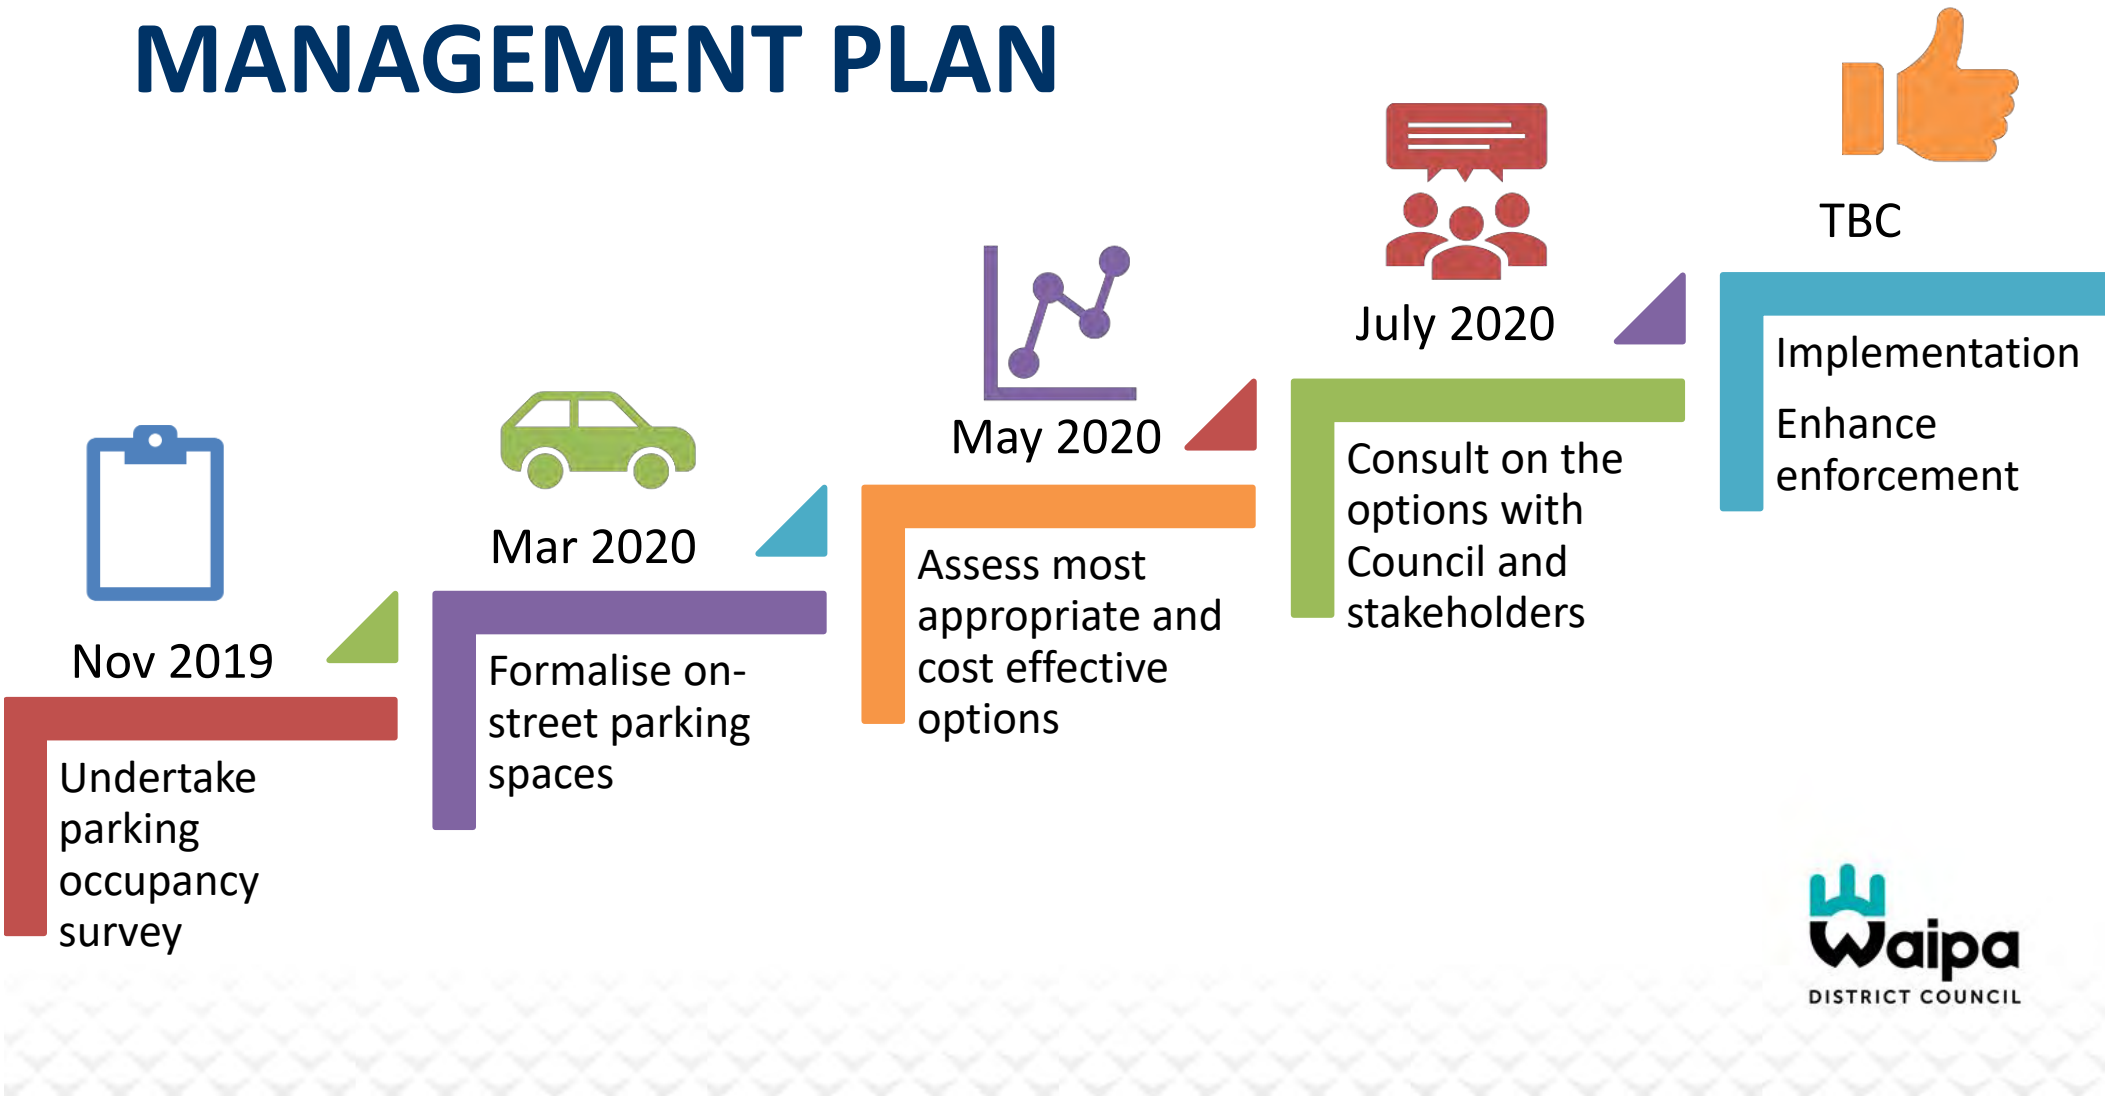 MANAGEMENT PLAN
Nov 2019
Undertake
parking
occupancy
survey
Mar 2020
Formalise on-
street parking
spaces
May 2020
Assess most
appropriate and
cost effective
options
July 2020
Consult on the
options with
Council and
stakeholders
TBC
Implementation
Enhance
enforcement
Waipa
DISTRICT COUNCIL